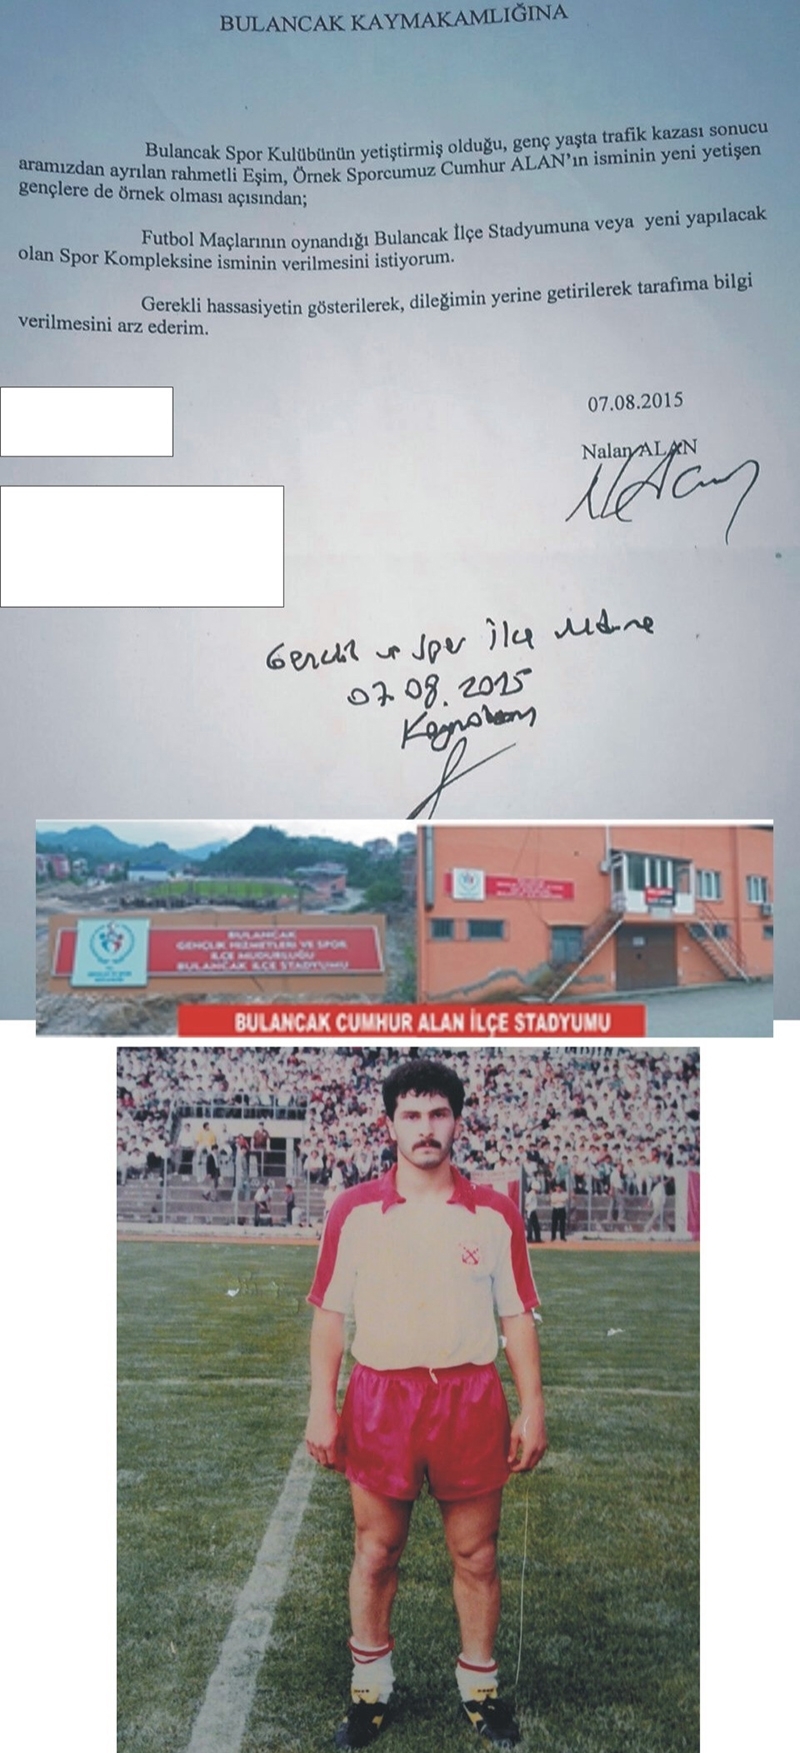 BULANCAK KAYMAKAMLIĞINA
Bulancak Spor Kulübünün yetiştirmiş olduğu, genç yaşta trafik kazası sonucu
aramızdan ayrılan rahmetli Eşim, Örnek Sporcumuz Cumhur ALAN'ın isminin yeni yetişen
gençlere de örnek olması açısından;
Futbol Maçlarının oynandığı Bulancak İlçe Stadyumuna veya yeni yapılacak
olan Spor Kompleksine isminin verilmesini istiyorum.
Gerekli hassasiyetin gösterilerek, dileğimin yerine getirilerek tarafıma bilgi
verilmesini arz ederim.
07.08.2015
Nalan ALAN
Spor İlçe
07.08.2015
BULANCAK
GENÇLİK HİZMETLERİ VE SPOR
İLÇE MÜDÜRLÜĞÜ
BULANCAK İLÇE STADYUMU
BULANCAK CUMHUR ALAN İLÇE STADYUMU